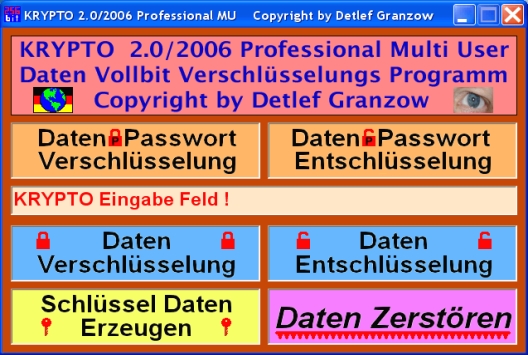 KRYPTO 2.0/2006 Professional MU Copyright by Detlef Granzow
KRYPTO 2.0/2006 Professional Multi User
Daten Vollbit Verschlüsselungs Programm
Copyright by Detlef Granzow
Daten P Passwort
Verschlüsselung
Daten P Passwort
Entschlüsselung
KRYPTO Eingabe Feld !
Daten
Verschlüsselung
Daten
Entschlüsselung
Schlüssel Daten
Erzeugen
Daten Zerstören